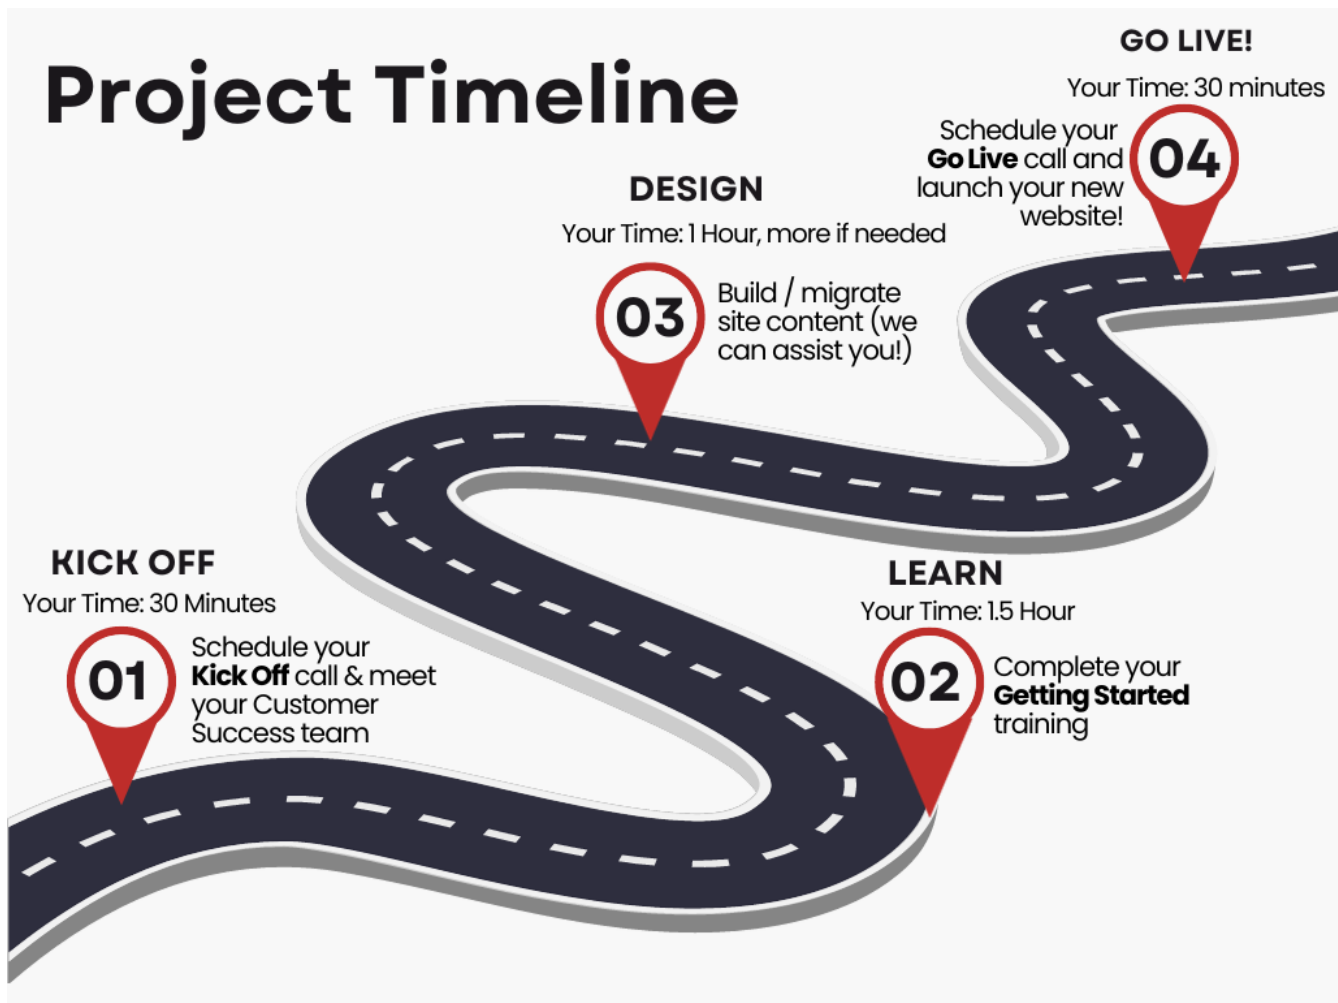 Project Timeline
KICK OFF
Your Time: 30 Minutes
01
Schedule your
Kick Off call & meet
your Customer
Success team
LEARN
Your Time: 1.5 Hour
02
Complete your
Getting Started
training
DESIGN
Your Time: 1 Hour, more if needed
03
Build / migrate
site content (we
can assist you!)
GO LIVE!
Your Time: 30 minutes
04
Schedule your
Go Live call and
launch your new
website!